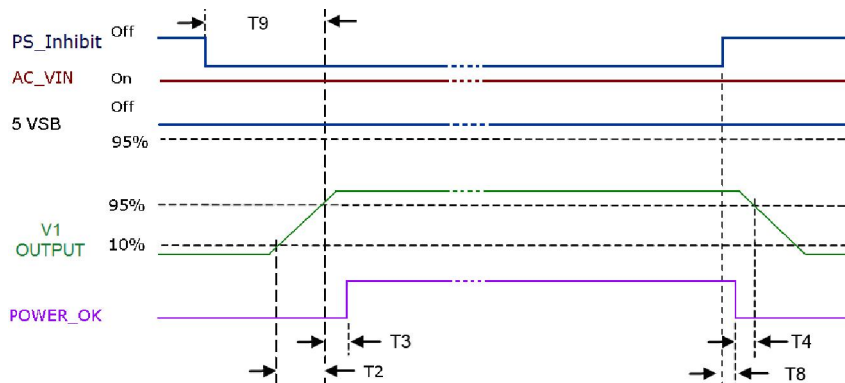 Off T9
PS_Inhibit
AC_VIN On
Off
5 VSB
95%
95%
V1
OUTPUT
10%
POWER_OK
T3 T4
T2 T8